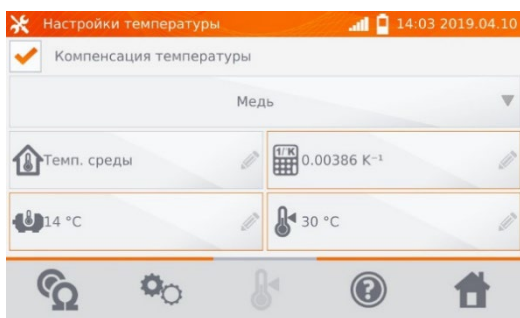 Настройки температуры 14:03 2019.04.10
Компенсация температуры
Медь
Темп. среды 1/°K 0.00386 K⁻¹
14 °C 30 °C